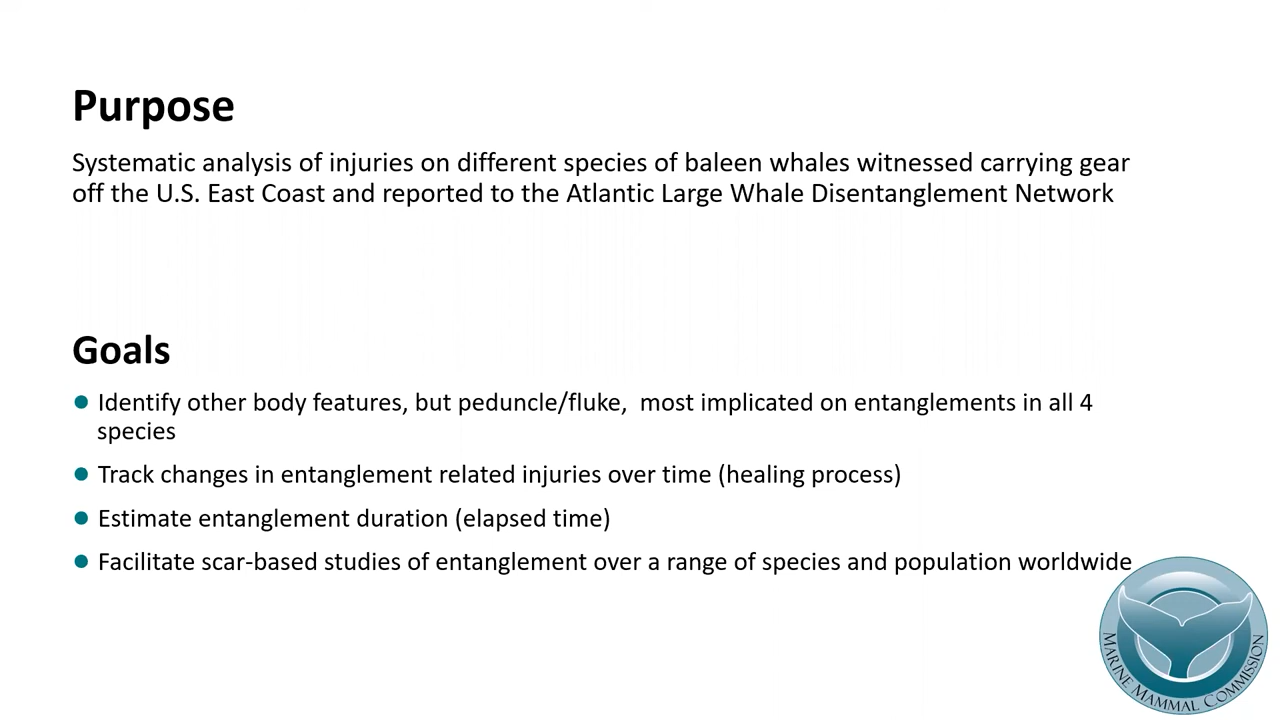 Purpose
Systematic analysis of injuries on different species of baleen whales witnessed carrying gear
off the U.S. East Coast and reported to the Atlantic Large Whale Disentanglement Network
Goals
● Identify other body features, but peduncle/fluke,  most implicated on entanglements in all 4
species
● Track changes in entanglement related injuries over time (healing process)
● Estimate entanglement duration (elapsed time)
● Facilitate scar-based studies of entanglement over a range of species and population worldwide
MARINE MAMMAL COMMISSION